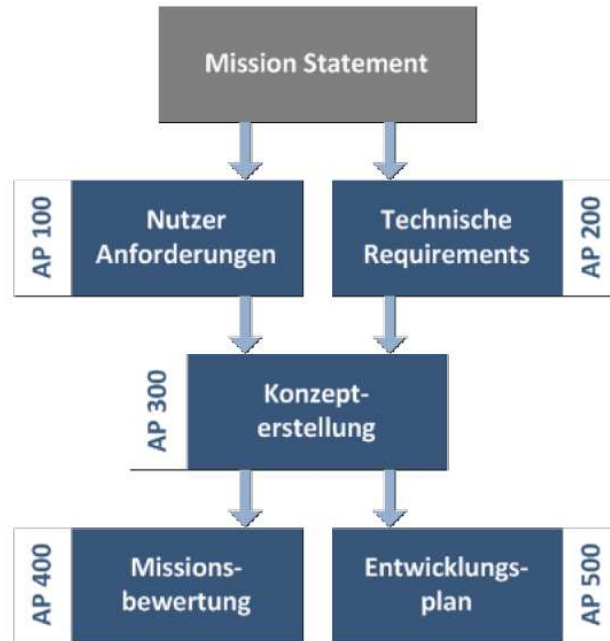 Mission Statement
AP 100
Nutzer
Anforderungen
Technische
Requirements
AP 200
AP 300
Konzept-
erstellung
AP 400
Missions-
bewertung
Entwicklungs-
plan
AP 500